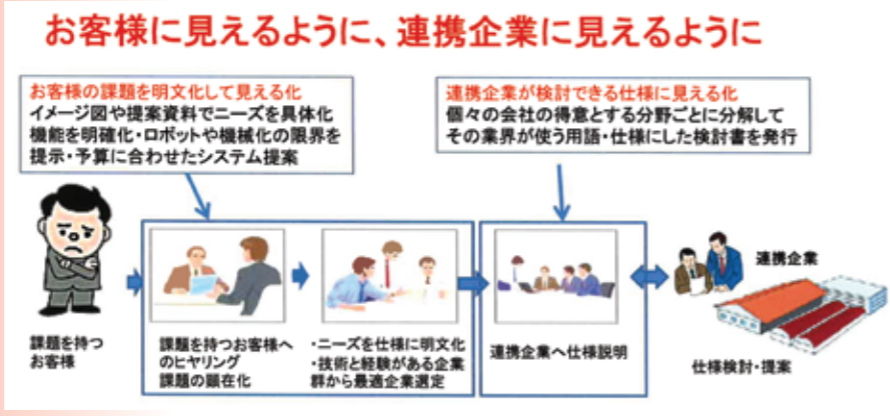 お客様に見えるように、連携企業に見えるように
お客様の課題を明文化して見える化
イメージ図や提案資料でニーズを具体化
機能を明確化・ロボットや機械化の限界を
提示・予算に合わせたシステム提案
連携企業が検討できる仕様に見える化
個々の会社の得意とする分野ごとに分解して
その業界が使う用語・仕様にした検討書を発行
課題を持つ
お客様
課題を持つお客様へ
のヒヤリング
課題の顕在化
・ニーズを仕様に明文化
・技術と経験がある企業
群から最適企業選定
連携企業へ仕様説明
連携企業
仕様検討・提案